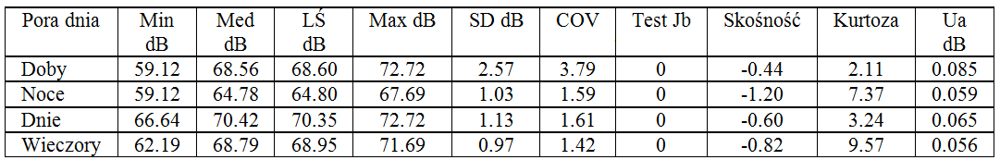 Pora dnia Min dB Med dB LŚ dB Max dB SD dB COV Test Jb Skośność Kurtoza Ua dB
Doby 59.12 68.56 68.60 72.72 2.57 3.79 0 -0.44 2.11 0.085
Noce 59.12 64.78 64.80 67.69 1.03 1.59 0 -1.20 7.37 0.059
Dnie 66.64 70.42 70.35 72.72 1.13 1.61 0 -0.60 3.24 0.065
Wieczory 62.19 68.79 68.95 71.69 0.97 1.42 0 -0.82 9.57 0.056